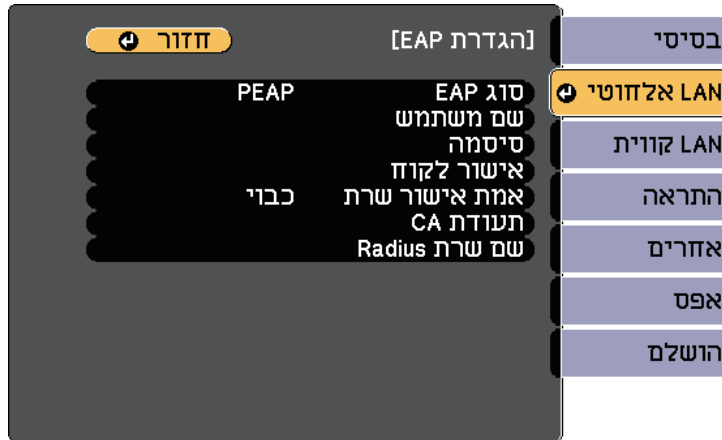 בסיסי
LAN אלחוטי
LAN קווית
התראה
אחרים
אפס
הושלם
[הגדרת EAP] חזור
סוג EAP PEAP
שם משתמש
סיסמה
אישור לקוח
אמת אישור שרת כבוי
תעודת CA
שם שרת Radius